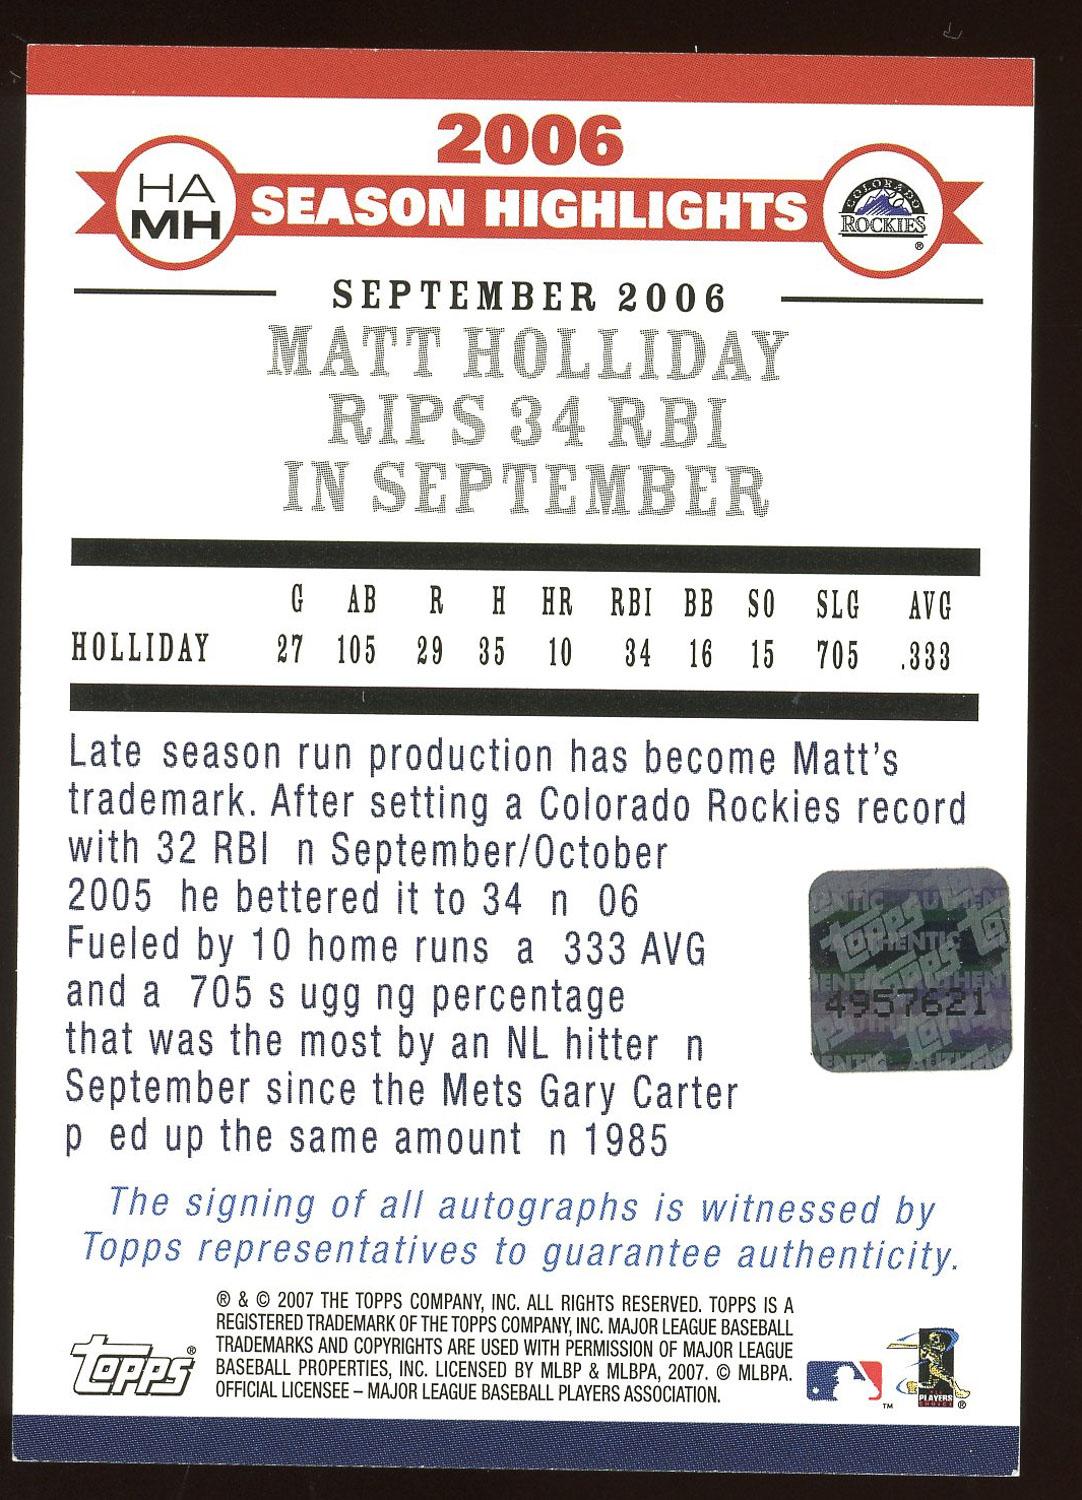 2006
HA
MH
SEASON HIGHLIGHTS
COLORADO
ROCKIES
®
SEPTEMBER 2006
MATT HOLLIDAY
RIPS 34 RBI
IN SEPTEMBER
G AB R H HR RBI BB SO SLG AVG
HOLLIDAY 27 105 29 35 10 34 16 15 705 .333
Late season run production has become Matt's
trademark. After setting a Colorado Rockies record
with 32 RBI n September/October
2005 he bettered it to 34 n 06
Fueled by 10 home runs a 333 AVG
and a 705 s ugg ng percentage
that was the most by an NL hitter n
September since the Mets Gary Carter
p ed up the same amount n 1985
4957621
The signing of all autographs is witnessed by
Topps representatives to guarantee authenticity.
® & © 2007 THE TOPPS COMPANY, INC. ALL RIGHTS RESERVED. TOPPS IS A
REGISTERED TRADEMARK OF THE TOPPS COMPANY, INC. MAJOR LEAGUE BASEBALL
TRADEMARKS AND COPYRIGHTS ARE USED WITH PERMISSION OF MAJOR LEAGUE
BASEBALL PROPERTIES, INC. LICENSED BY MLBP & MLBPA, 2007. © MLBPA.
OFFICIAL LICENSEE – MAJOR LEAGUE BASEBALL PLAYERS ASSOCIATION.
Topps®
TM
PLAYERS
CHOICE
®